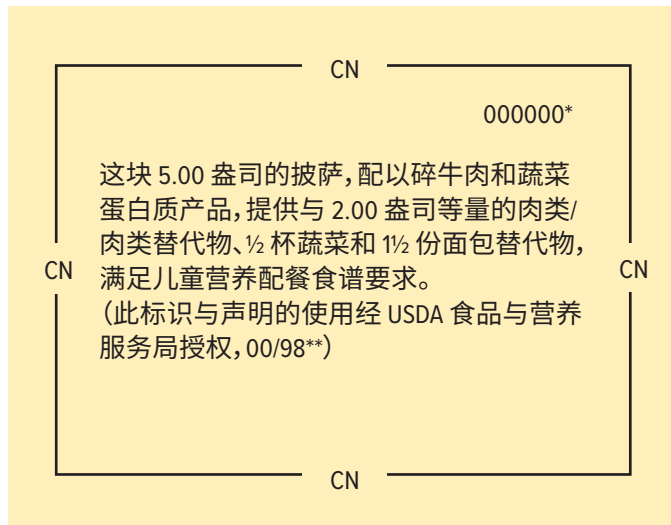 CN
000000*
这块 5.00 盎司的披萨，配以碎牛肉和蔬菜
蛋白质产品，提供与 2.00 盎司等量的肉类/
肉类替代物、½ 杯蔬菜和 1½ 份面包替代物，
CN
CN
满足儿童营养配餐食谱要求。
（此标识与声明的使用经 USDA 食品与营养
服务局授权，00/98**）
CN